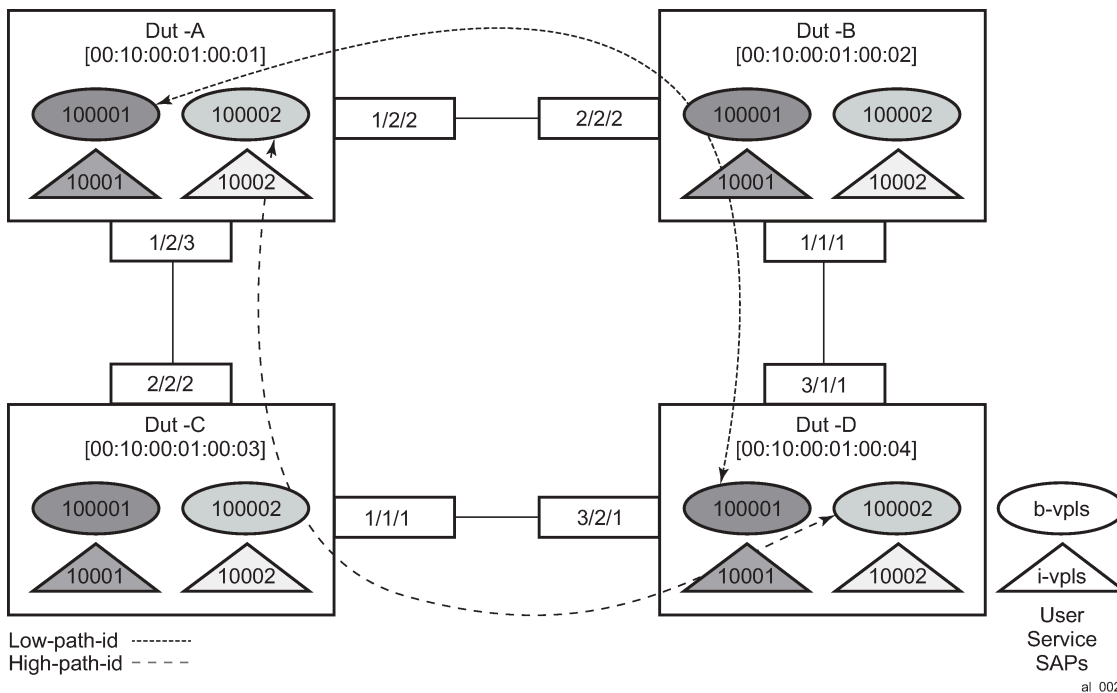 Dut -A
[00:10:00:01:00:01]
100001
100002
10001
10002
1/2/2
2/2/2
Dut -B
[00:10:00:01:00:02]
100001
100002
10001
10002
1/2/3
1/1/1
2/2/2
3/1/1
Dut -C
[00:10:00:01:00:03]
100001
100002
10001
10002
1/1/1
3/2/1
Dut -D
[00:10:00:01:00:04]
100001
100002
10001
10002
b-vpls
i-vpls
User
Service
SAPs
Low-path-id
High-path-id
al_002